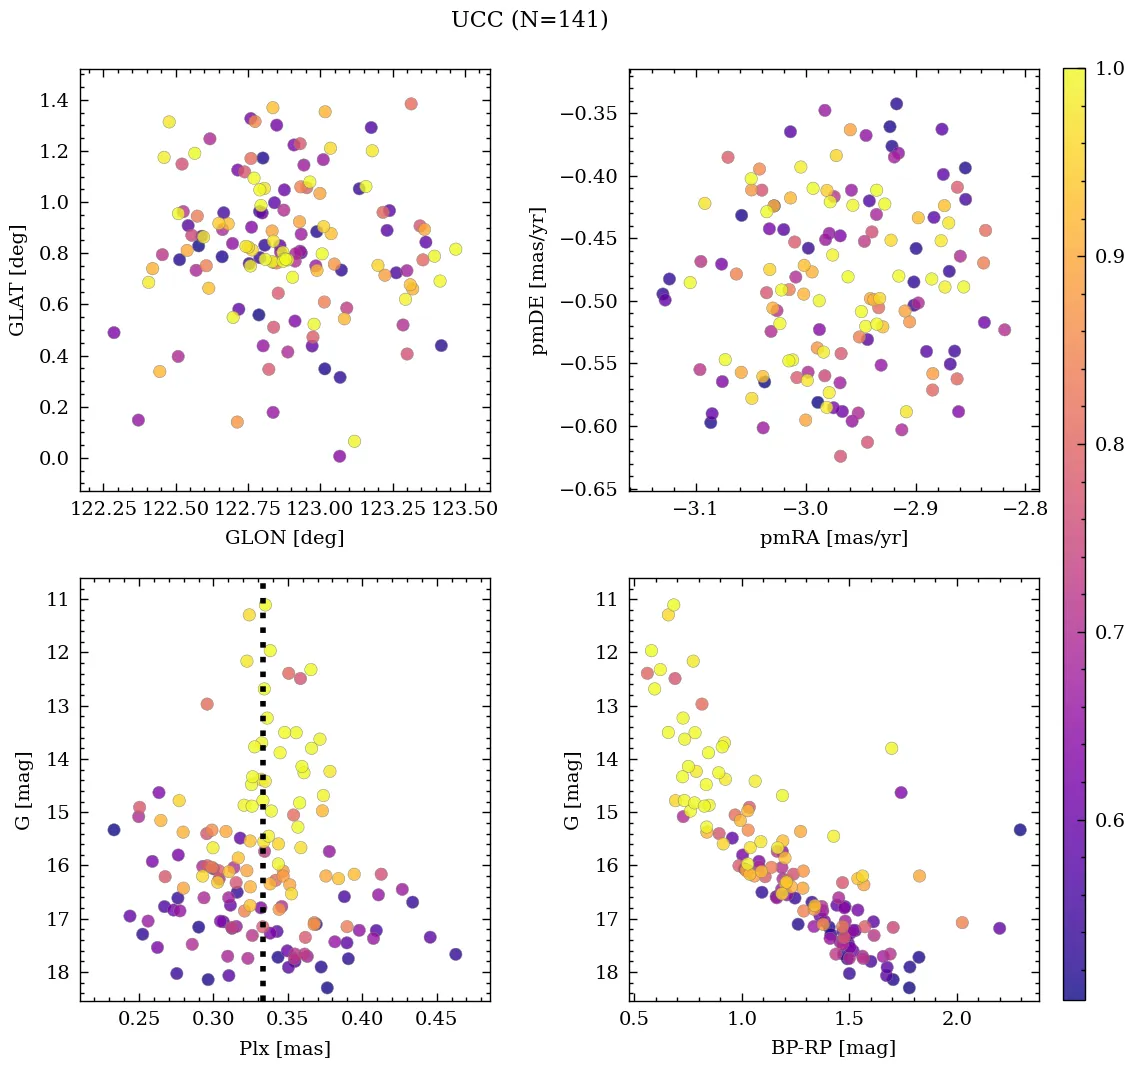 UCC (N=141)
1.4
1.2
1.0
0.8
0.6
0.4
0.2
0.0
GLAT [deg]
122.25 122.50 122.75 123.00 123.25 123.50
GLON [deg]
−0.35
−0.40
−0.45
−0.50
−0.55
−0.60
−0.65
pmDE [mas/yr]
−3.1 −3.0 −2.9 −2.8
pmRA [mas/yr]
11
12
13
14
15
16
17
18
G [mag]
0.25 0.30 0.35 0.40 0.45
Plx [mas]
11
12
13
14
15
16
17
18
G [mag]
0.5 1.0 1.5 2.0
BP-RP [mag]
1.0
0.9
0.8
0.7
0.6